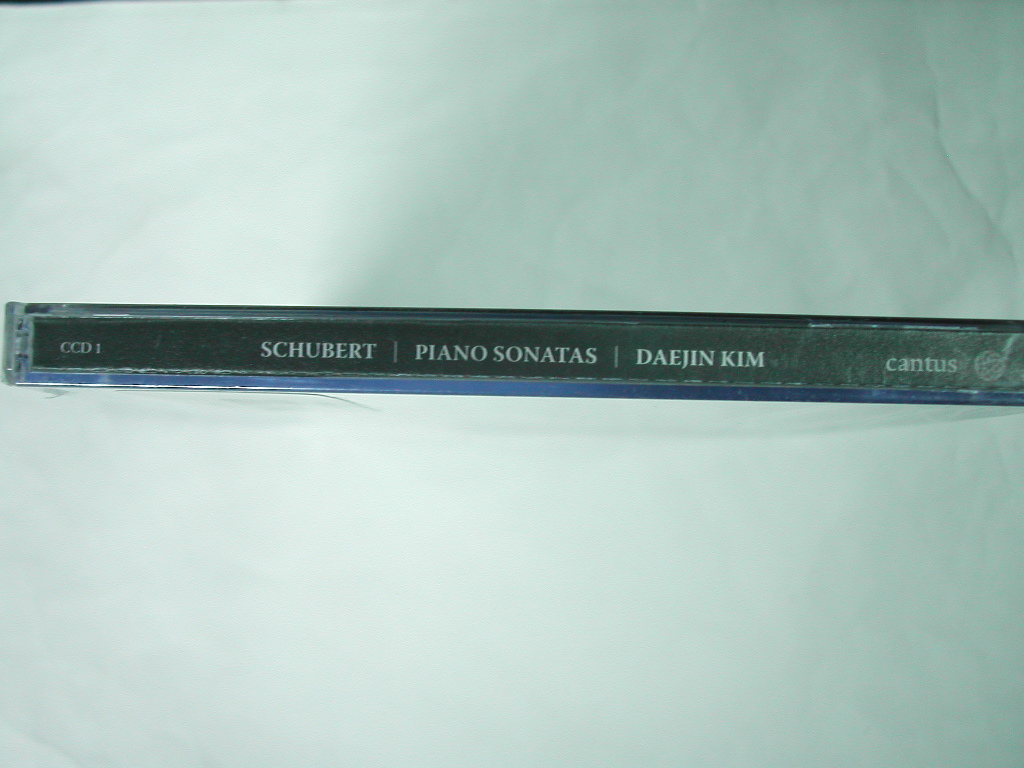 CCD 1 SCHUBERT | PIANO SONATAS | DAEJIN KIM cantus